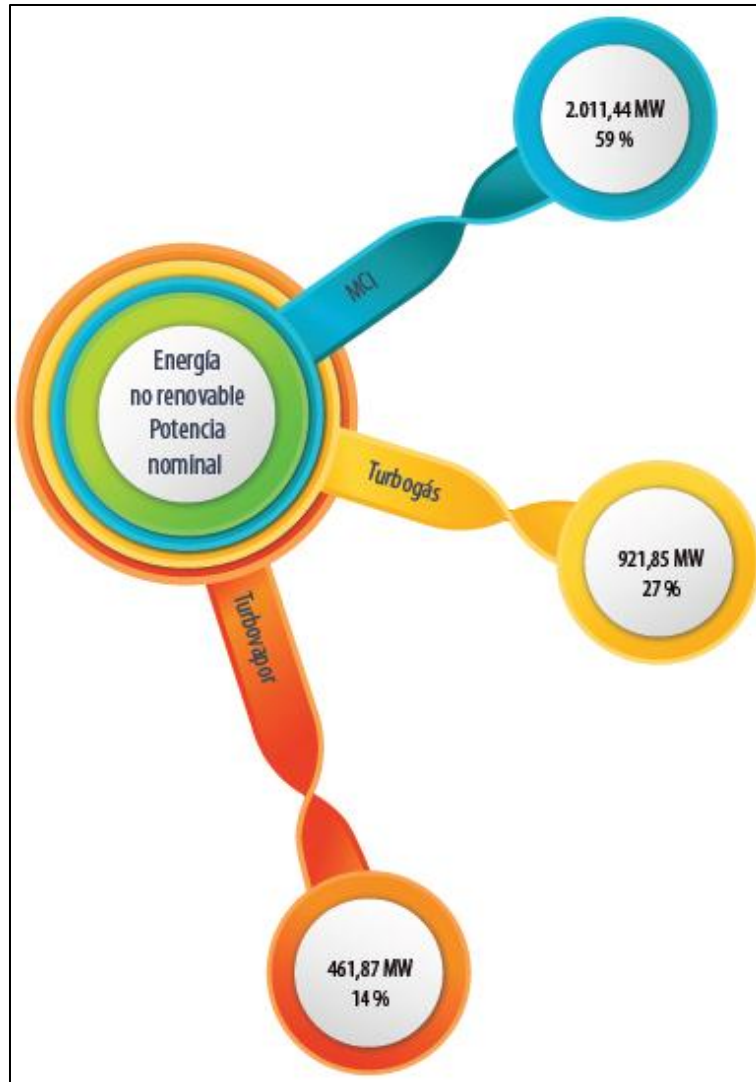 2.011,44 MW
59 %
MCI
Energía
no renovable
Potencia
nominal
Turbogás
921,85 MW
27 %
Turbovapor
461,87 MW
14 %